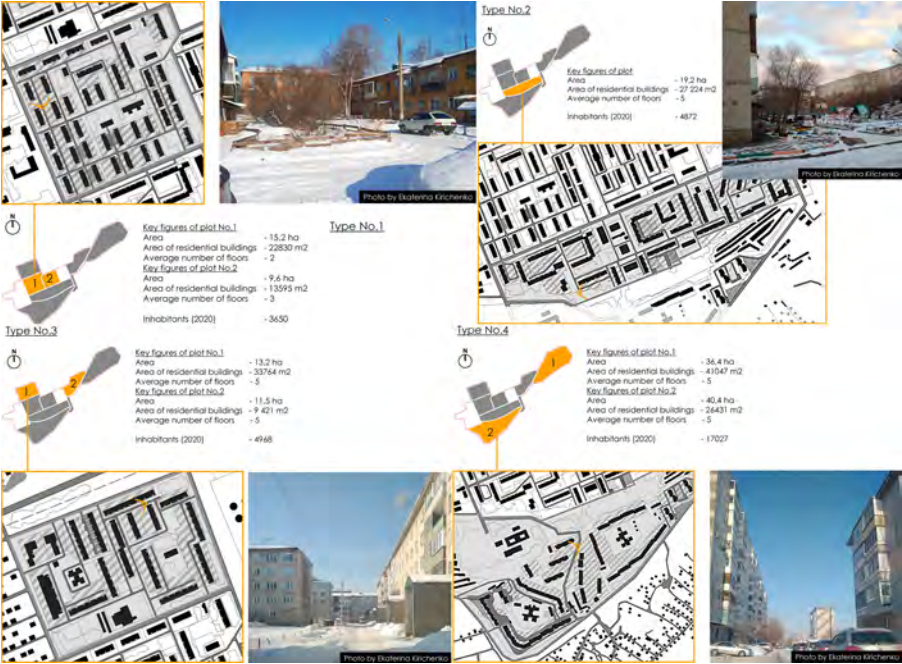 Photo by Ekaterina Kirichenko
N
Key figures of plot No.1
Area - 15,2 ha
Area of residential buildings - 22830 m2
Average number of floors - 2
Key figures of plot No.2
Area - 9,6 ha
Area of residential buildings - 13595 m2
Average number of floors - 3
Inhabitants (2020) - 3650
1 2
Type No.1
Type No.2
N
Key figures of plot
Area - 19,2 ha
Area of residential buildings - 27 224 m2
Average number of floors - 5
Inhabitants (2020) - 4872
Photo by Ekaterina Kirichenko
Type No.3
N
1 2
Key figures of plot No.1
Area - 13,2 ha
Area of residential buildings - 33764 m2
Average number of floors - 5
Key figures of plot No.2
Area - 11,5 ha
Area of residential buildings - 9 421 m2
Average number of floors - 5
Inhabitants (2020) - 4968
Photo by Ekaterina Kirichenko
Type No.4
N
1
2
Key figures of plot No.1
Area - 36,4 ha
Area of residential buildings - 41047 m2
Average number of floors - 5
Key figures of plot No.2
Area - 40,4 ha
Area of residential buildings - 26431 m2
Average number of floors - 5
Inhabitants (2020) - 17027
Photo by Ekaterina Kirichenko